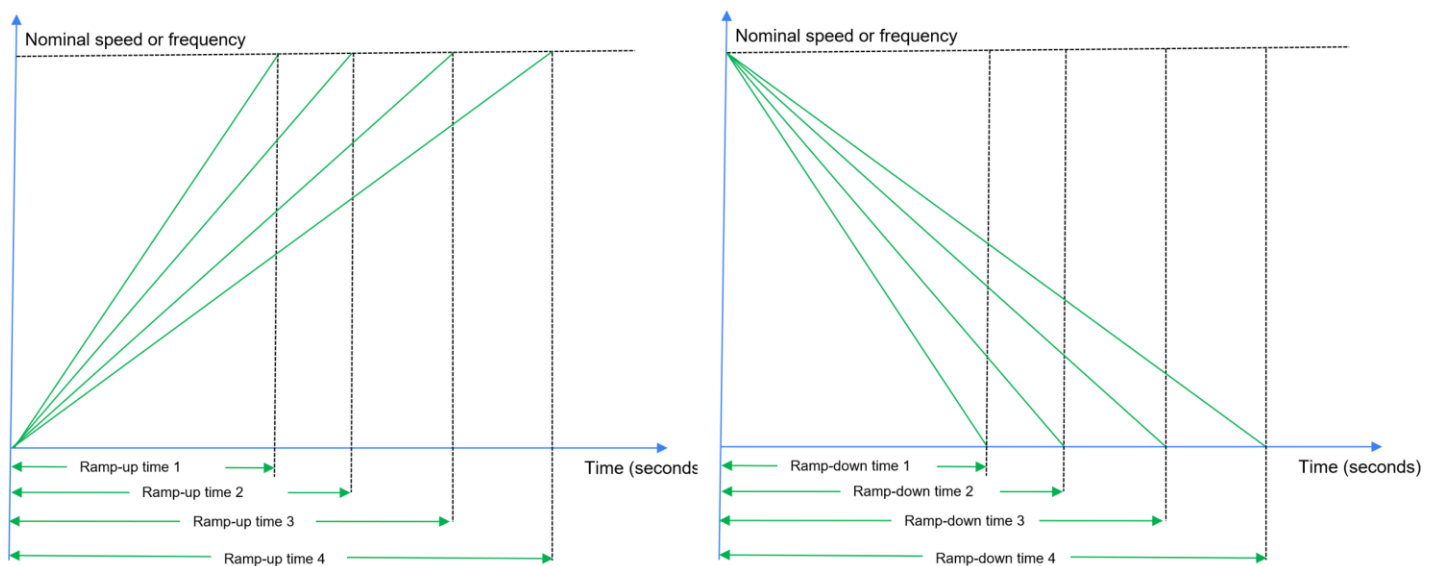 Nominal speed or frequency
Ramp-up time 1
Time (seconds
Ramp-up time 2
Ramp-up time 3
Ramp-up time 4
Nominal speed or frequency
Ramp-down time 1
Time (seconds)
Ramp-down time 2
Ramp-down time 3
Ramp-down time 4